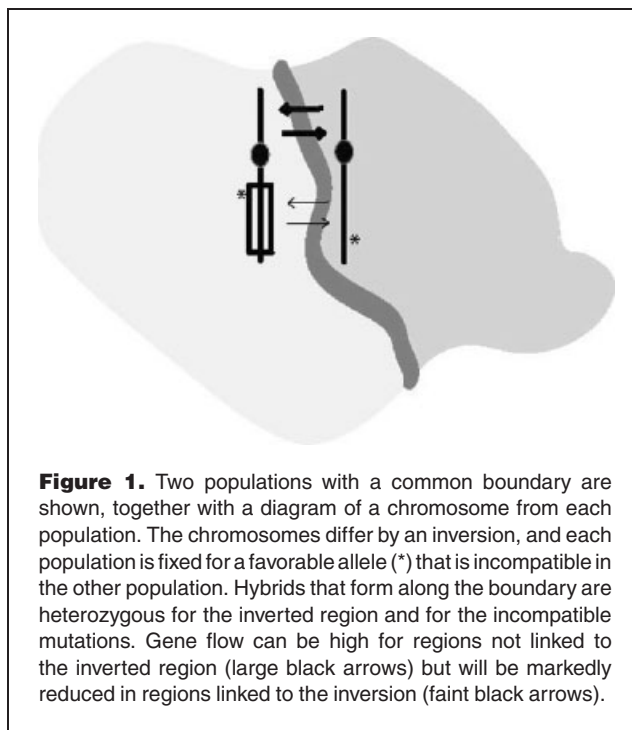 *
*
Figure 1. Two populations with a common boundary are
shown, together with a diagram of a chromosome from each
population. The chromosomes differ by an inversion, and each
population is fixed for a favorable allele (*) that is incompatible in
the other population. Hybrids that form along the boundary are
heterozygous for the inverted region and for the incompatible
mutations. Gene flow can be high for regions not linked to
the inverted region (large black arrows) but will be markedly
reduced in regions linked to the inversion (faint black arrows).